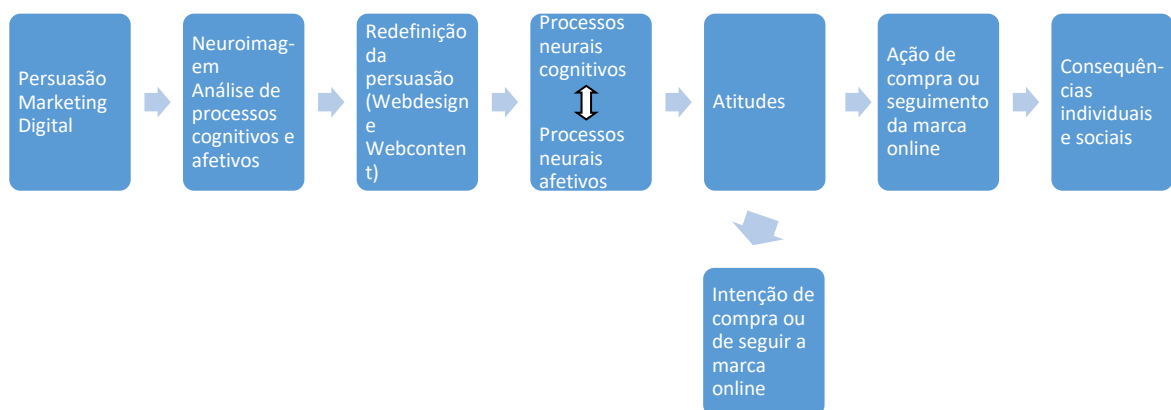 Persuasão
Marketing
Digital
Neuroimag-
em
Análise de
processos
cognitivos e
afetivos
Redefinição
da
persuasão
(Webdesign
e
Webconten
t)
Processos
neurais
cognitivos
Processos
neurais
afetivos
Atitudes
Ação de
compra ou
seguimento
da marca
online
Consequên-
cias
individuais
e sociais
Intenção de
compra ou
de seguir a
marca
online